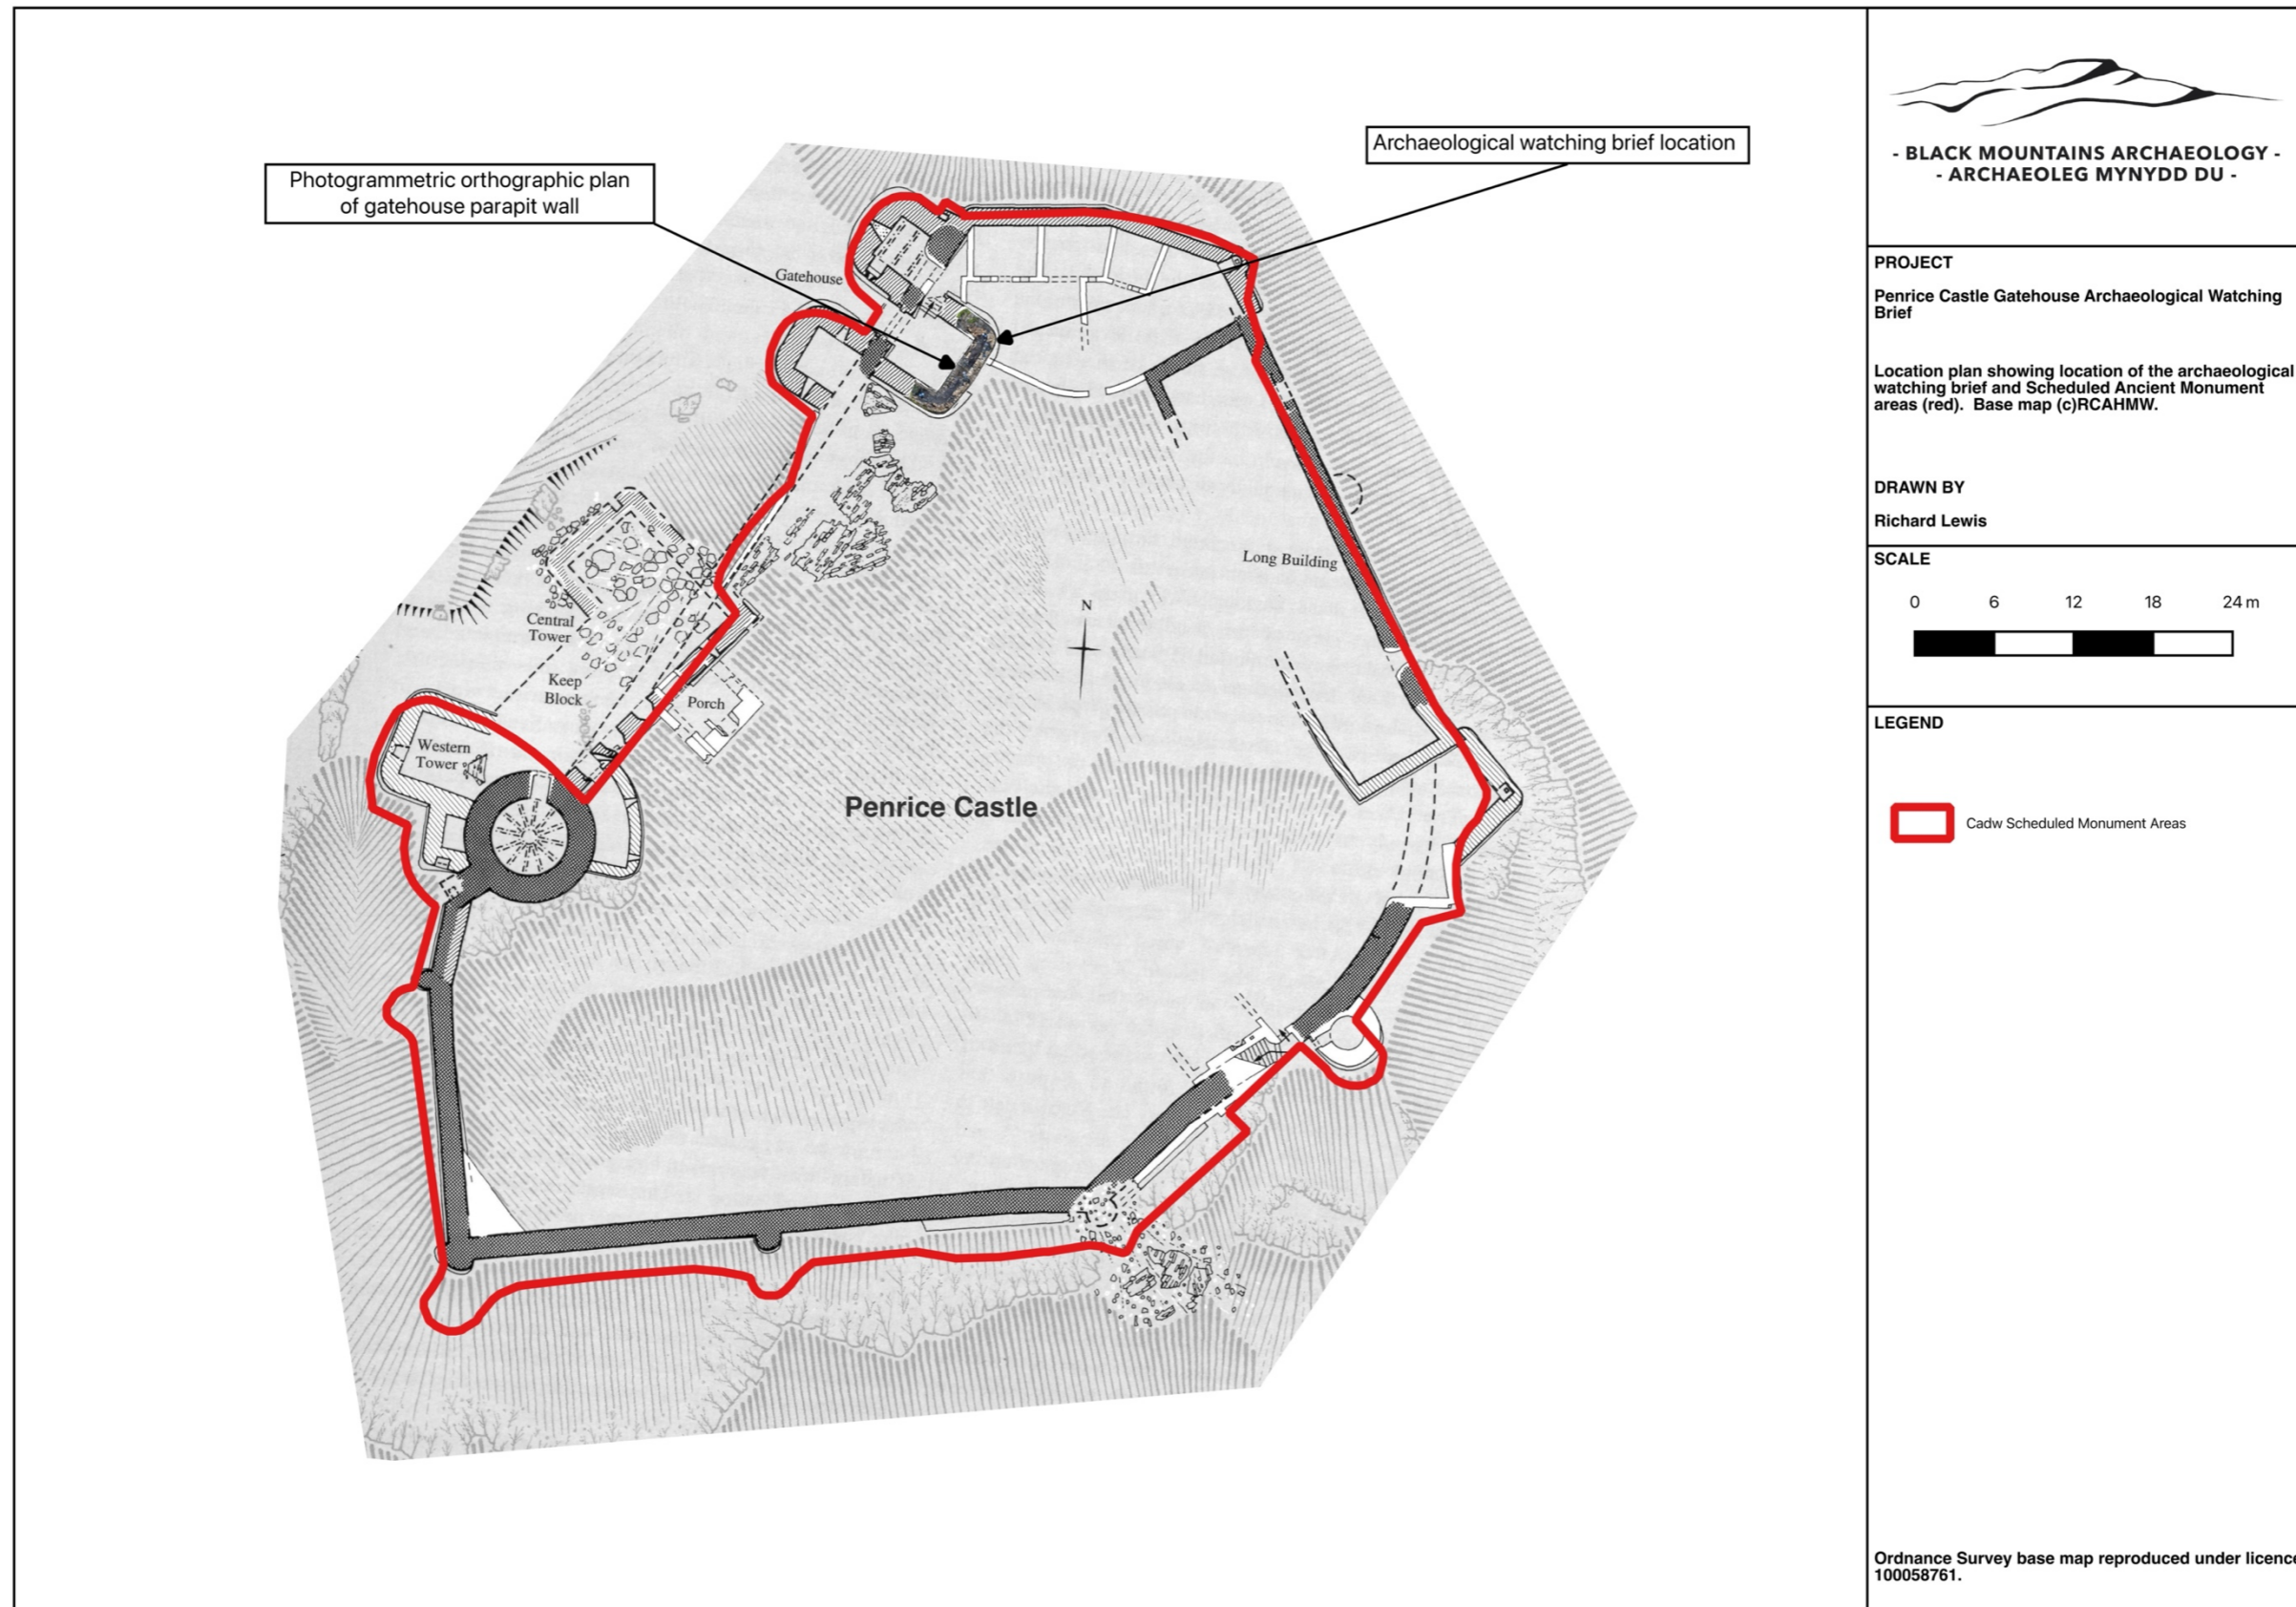 Photogrammetric orthographic plan
of gatehouse parapit wall
Archaeological watching brief location
Gatehouse
Long Building
N
Central
Tower
Keep
Block
Porch
Western
Tower
Penrice Castle
- BLACK MOUNTAINS ARCHAEOLOGY -
- ARCHAEOLEG MYNYDD DU -
PROJECT
Penrice Castle Gatehouse Archaeological Watching
Brief
Location plan showing location of the archaeological
watching brief and Scheduled Ancient Monument
areas (red).  Base map (c)RCAHMW.
DRAWN BY
Richard Lewis
SCALE
0 6 12 18 24 m
LEGEND
Cadw Scheduled Monument Areas
Ordnance Survey base map reproduced under licence
100058761.